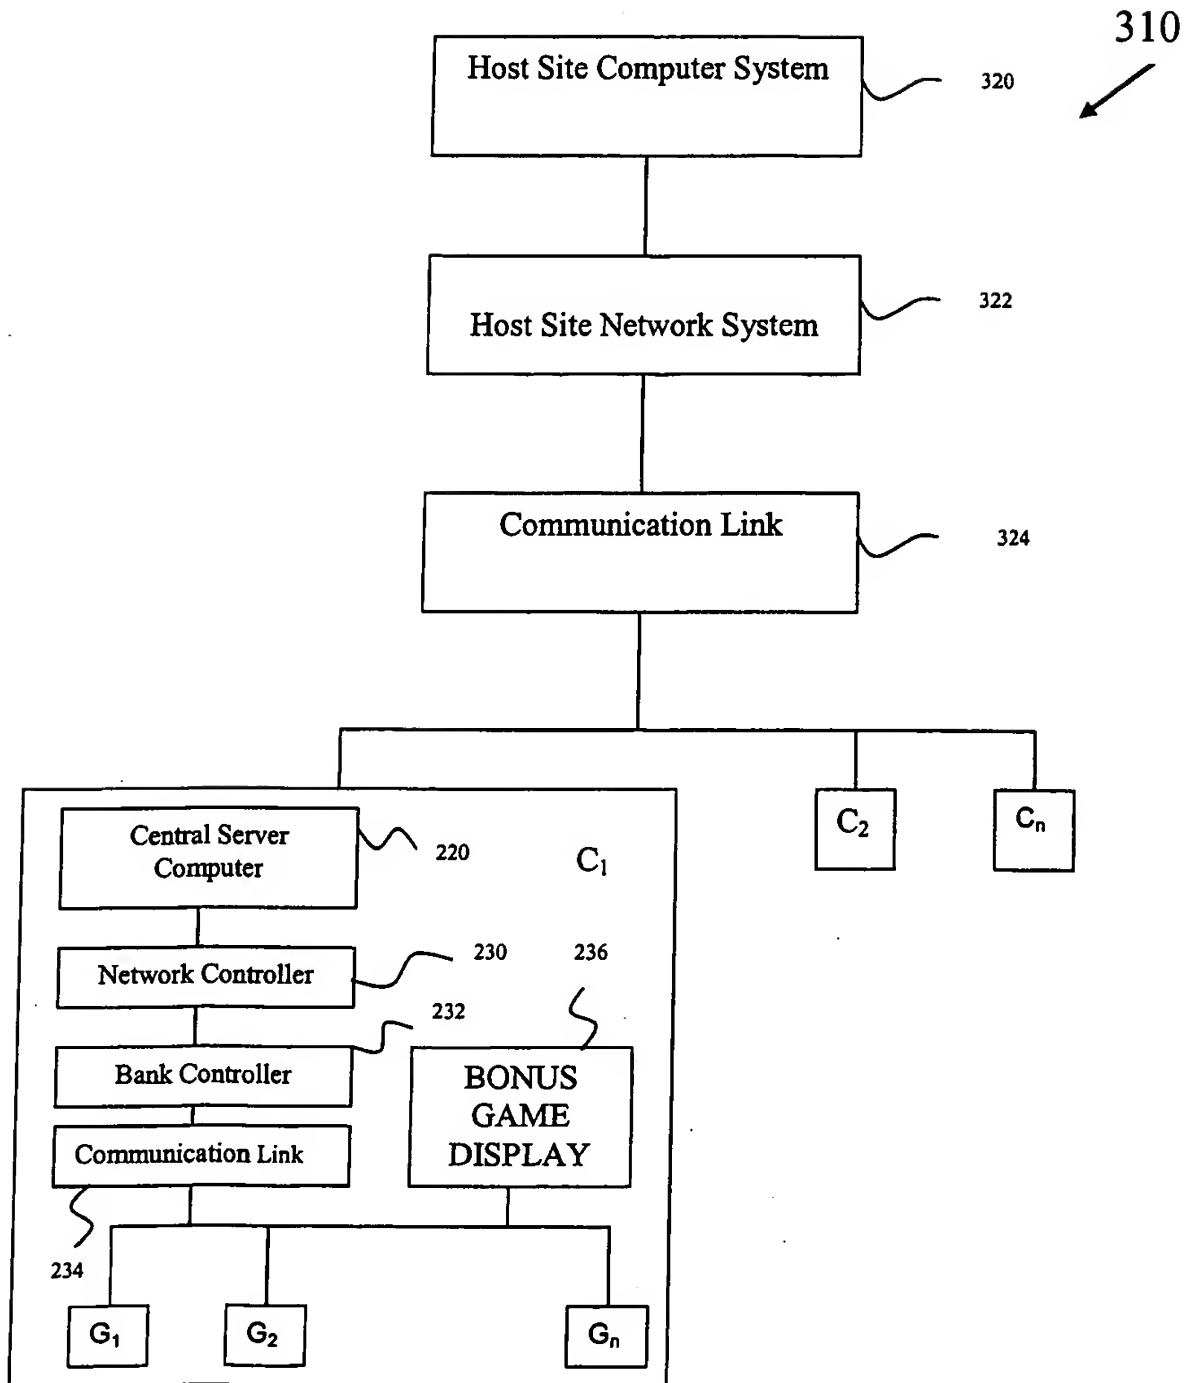 310
Host Site Computer System
320
Host Site Network System
322
Communication Link
324
C2
Cn
Central Server
Computer
220
C1
Network Controller
230
236
232
Bank Controller
BONUS
GAME
DISPLAY
Communication Link
234
G1
G2
Gn